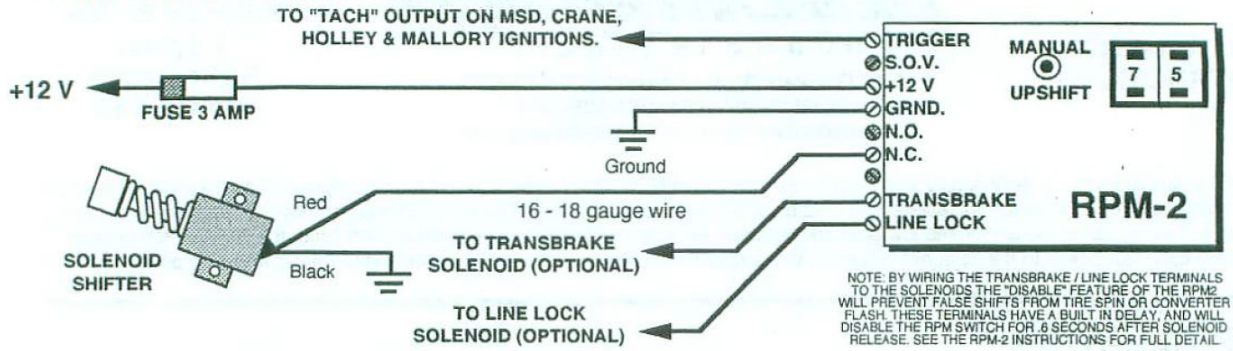 TO "TACH" OUTPUT ON MSD, CRANE,
HOLLEY & MALLORY IGNITIONS.
+12 V
FUSE 3 AMP
Ground
Red
16 - 18 gauge wire
Black
SOLENOID
SHIFTER
TO TRANSBRAKE
SOLENOID (OPTIONAL)
TO LINE LOCK
SOLENOID (OPTIONAL)
TRIGGER
S.O.V.
+12 V
GRND.
N.O.
N.C.
TRANSBRAKE
LINE LOCK
MANUAL
UPSHIFT
7 5
RPM-2
NOTE: BY WIRING THE TRANSBRAKE / LINE LOCK TERMINALS
TO THE SOLENOIDS THE "DISABLE" FEATURE OF THE RPM2
WILL PREVENT FALSE SHIFTS FROM TIRE SPIN OR CONVERTER
FLASH. THESE TERMINALS HAVE A BUILT IN DELAY, AND WILL
DISABLE THE RPM SWITCH FOR .6 SECONDS AFTER SOLENOID
RELEASE. SEE THE RPM-2 INSTRUCTIONS FOR FULL DETAIL.